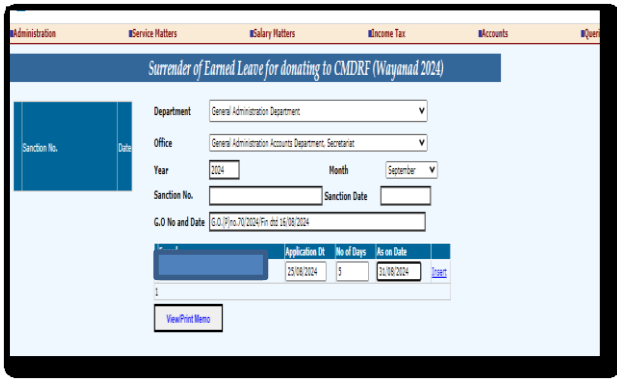 Administration Service Matters Salary Matters Income Tax Accounts Queri
Surrender of Earned Leave for donating to CMDRF (Wayanad 2024)
Sanction No. Date
Department General Administration Department
Office General Administration Accounts Department, Secretariat
Year 2024 Month September
Sanction No. Sanction Date
G.O No and Date G.O.(P)no.70/2024/Fin dtd 16/08/2024
Application Dt No of Days As on Date
25/08/2024 5 31/08/2024 Insert
1
View/Print Memo